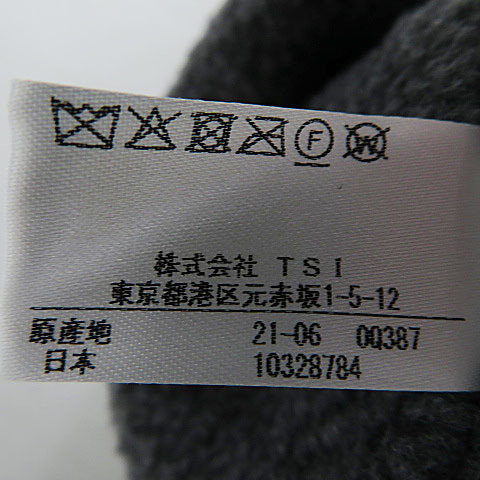 F W
株式会社 TSI
東京都港区元赤坂1-5-12
原産地 21-06 00387
日本 10328784